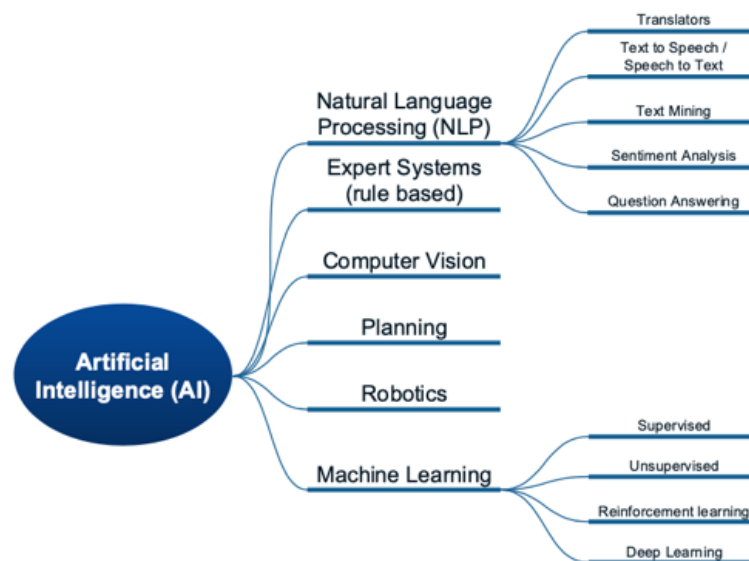 Translators
Text to Speech /
Speech to Text
Natural Language
Processing (NLP)
Text Mining
Sentiment Analysis
Question Answering
Expert Systems
(rule based)
Computer Vision
Planning
Artificial
Intelligence (AI)
Robotics
Machine Learning
Supervised
Unsupervised
Reinforcement learning
Deep Learning